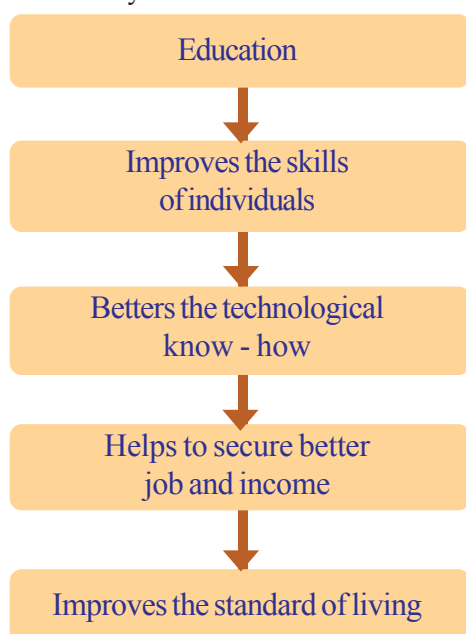 Education
Improves the skills
of individuals
Betters the technological
know - how
Helps to secure better
job and income
Improves the standard of living